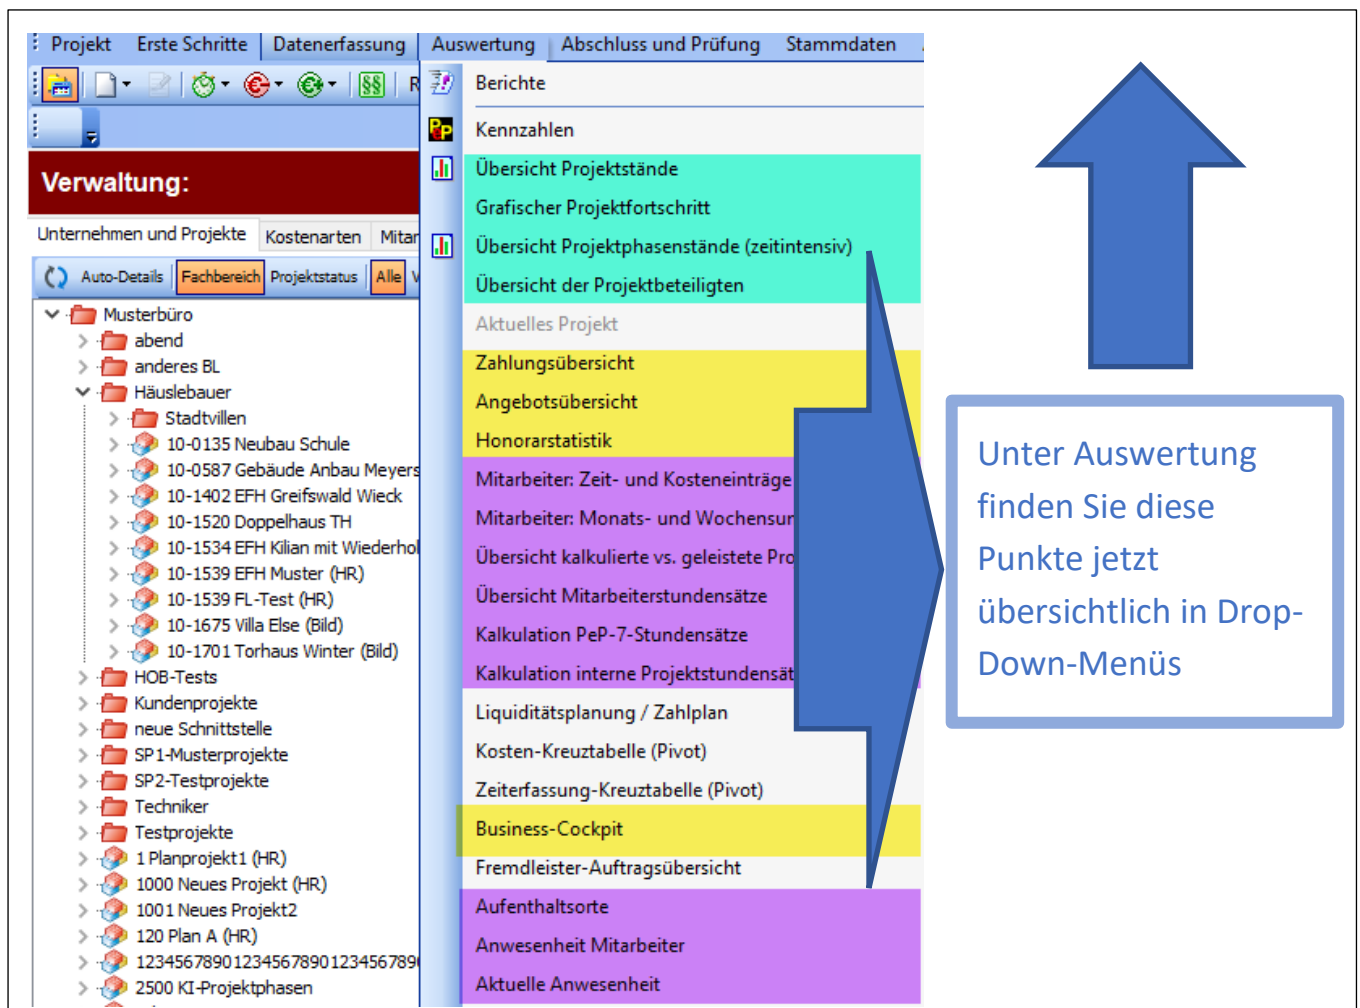 Projekt Erste Schritte Datenerfassung Auswertung Abschluss und Prüfung Stammdaten
§§ R
Verwaltung:
Unternehmen und Projekte Kostenarten Mitar
Auto-Details Fachbereich Projektstatus Alle V
Musterbüro
abend
anderes BL
Häuslebauer
Stadtvillen
10-0135 Neubau Schule
10-0587 Gebäude Anbau Meyers
10-1402 EFH Greifswald Wieck
10-1520 Doppelhaus TH
10-1534 EFH Kilian mit Wiederhol
10-1539 EFH Muster (HR)
10-1539 FL-Test (HR)
10-1675 Villa Else (Bild)
10-1701 Torhaus Winter (Bild)
HOB-Tests
Kundenprojekte
neue Schnittstelle
SP1-Musterprojekte
SP2-Testprojekte
Techniker
Testprojekte
1 Planprojekt1 (HR)
1000 Neues Projekt (HR)
1001 Neues Projekt2
120 Plan A (HR)
123456789012345678901234567890
2500 KI-Projektphasen
Berichte
PeP Kennzahlen
Übersicht Projektstände
Grafischer Projektfortschritt
Übersicht Projektphasenstände (zeitintensiv)
Übersicht der Projektbeteiligten
Aktuelles Projekt
Zahlungsübersicht
Angebotsübersicht
Honorarstatistik
Mitarbeiter: Zeit- und Kosteneinträge
Mitarbeiter: Monats- und Wochensur
Übersicht kalkulierte vs. geleistete Pro
Übersicht Mitarbeiterstundensätze
Kalkulation PeP-7-Stundensätze
Kalkulation interne Projektstundensät
Liquiditätsplanung / Zahlplan
Kosten-Kreuztabelle (Pivot)
Zeiterfassung-Kreuztabelle (Pivot)
Business-Cockpit
Fremdleister-Auftragsübersicht
Aufenthaltsorte
Anwesenheit Mitarbeiter
Aktuelle Anwesenheit
Unter Auswertung
finden Sie diese
Punkte jetzt
übersichtlich in Drop-
Down-Menüs